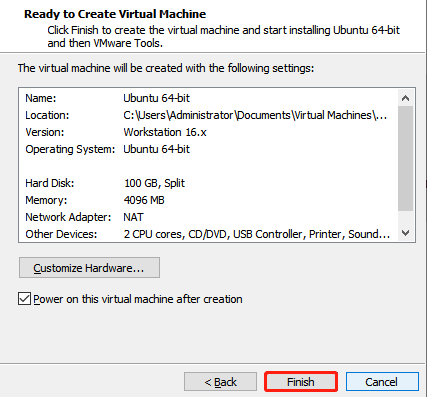 Ready to Create Virtual Machine
Click Finish to create the virtual machine and start installing Ubuntu 64-bit
and then VMware Tools.
The virtual machine will be created with the following settings:
Name: Ubuntu 64-bit
Location: C:\Users\Administrator\Documents\Virtual Machines\...
Version: Workstation 16.x
Operating System: Ubuntu 64-bit
Hard Disk: 100 GB, Split
Memory: 4096 MB
Network Adapter: NAT
Other Devices: 2 CPU cores, CD/DVD, USB Controller, Printer, Sound...
Customize Hardware...
Power on this virtual machine after creation
< Back Finish Cancel